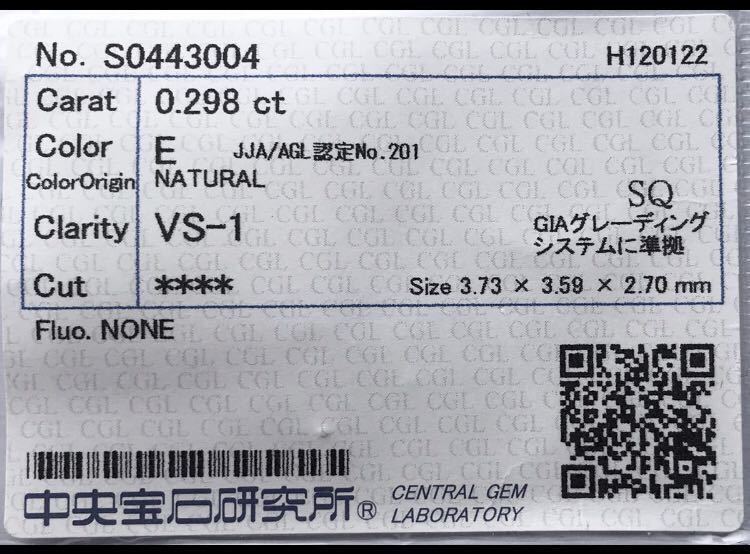 No. S0443004 H120122
Carat 0.298 ct
Color E JJA/AGL認定No.201
ColorOrigin NATURAL
SQ
Clarity VS-1 GIAグレーディング
システムに準拠
Cut **** Size 3.73 × 3.59 × 2.70 mm
Fluo. NONE
中央宝石研究所® CENTRAL GEM
LABORATORY